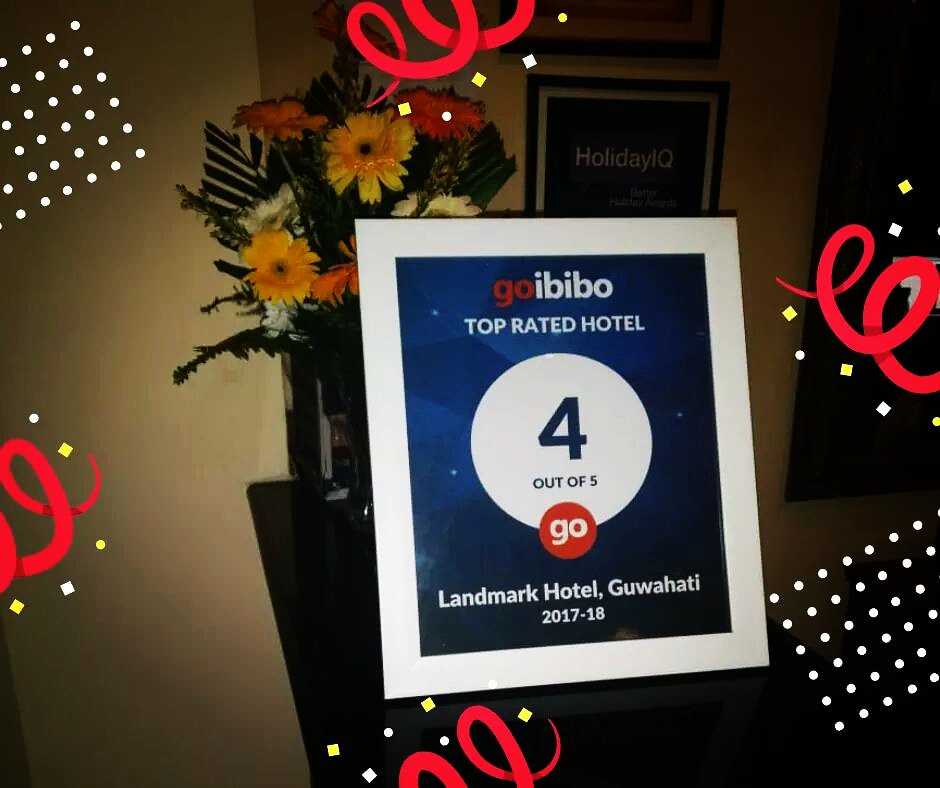 HolidayIQ
Better
Holiday Awards
goibibo
TOP RATED HOTEL
4
OUT OF 5
go
Landmark Hotel, Guwahati
2017-18